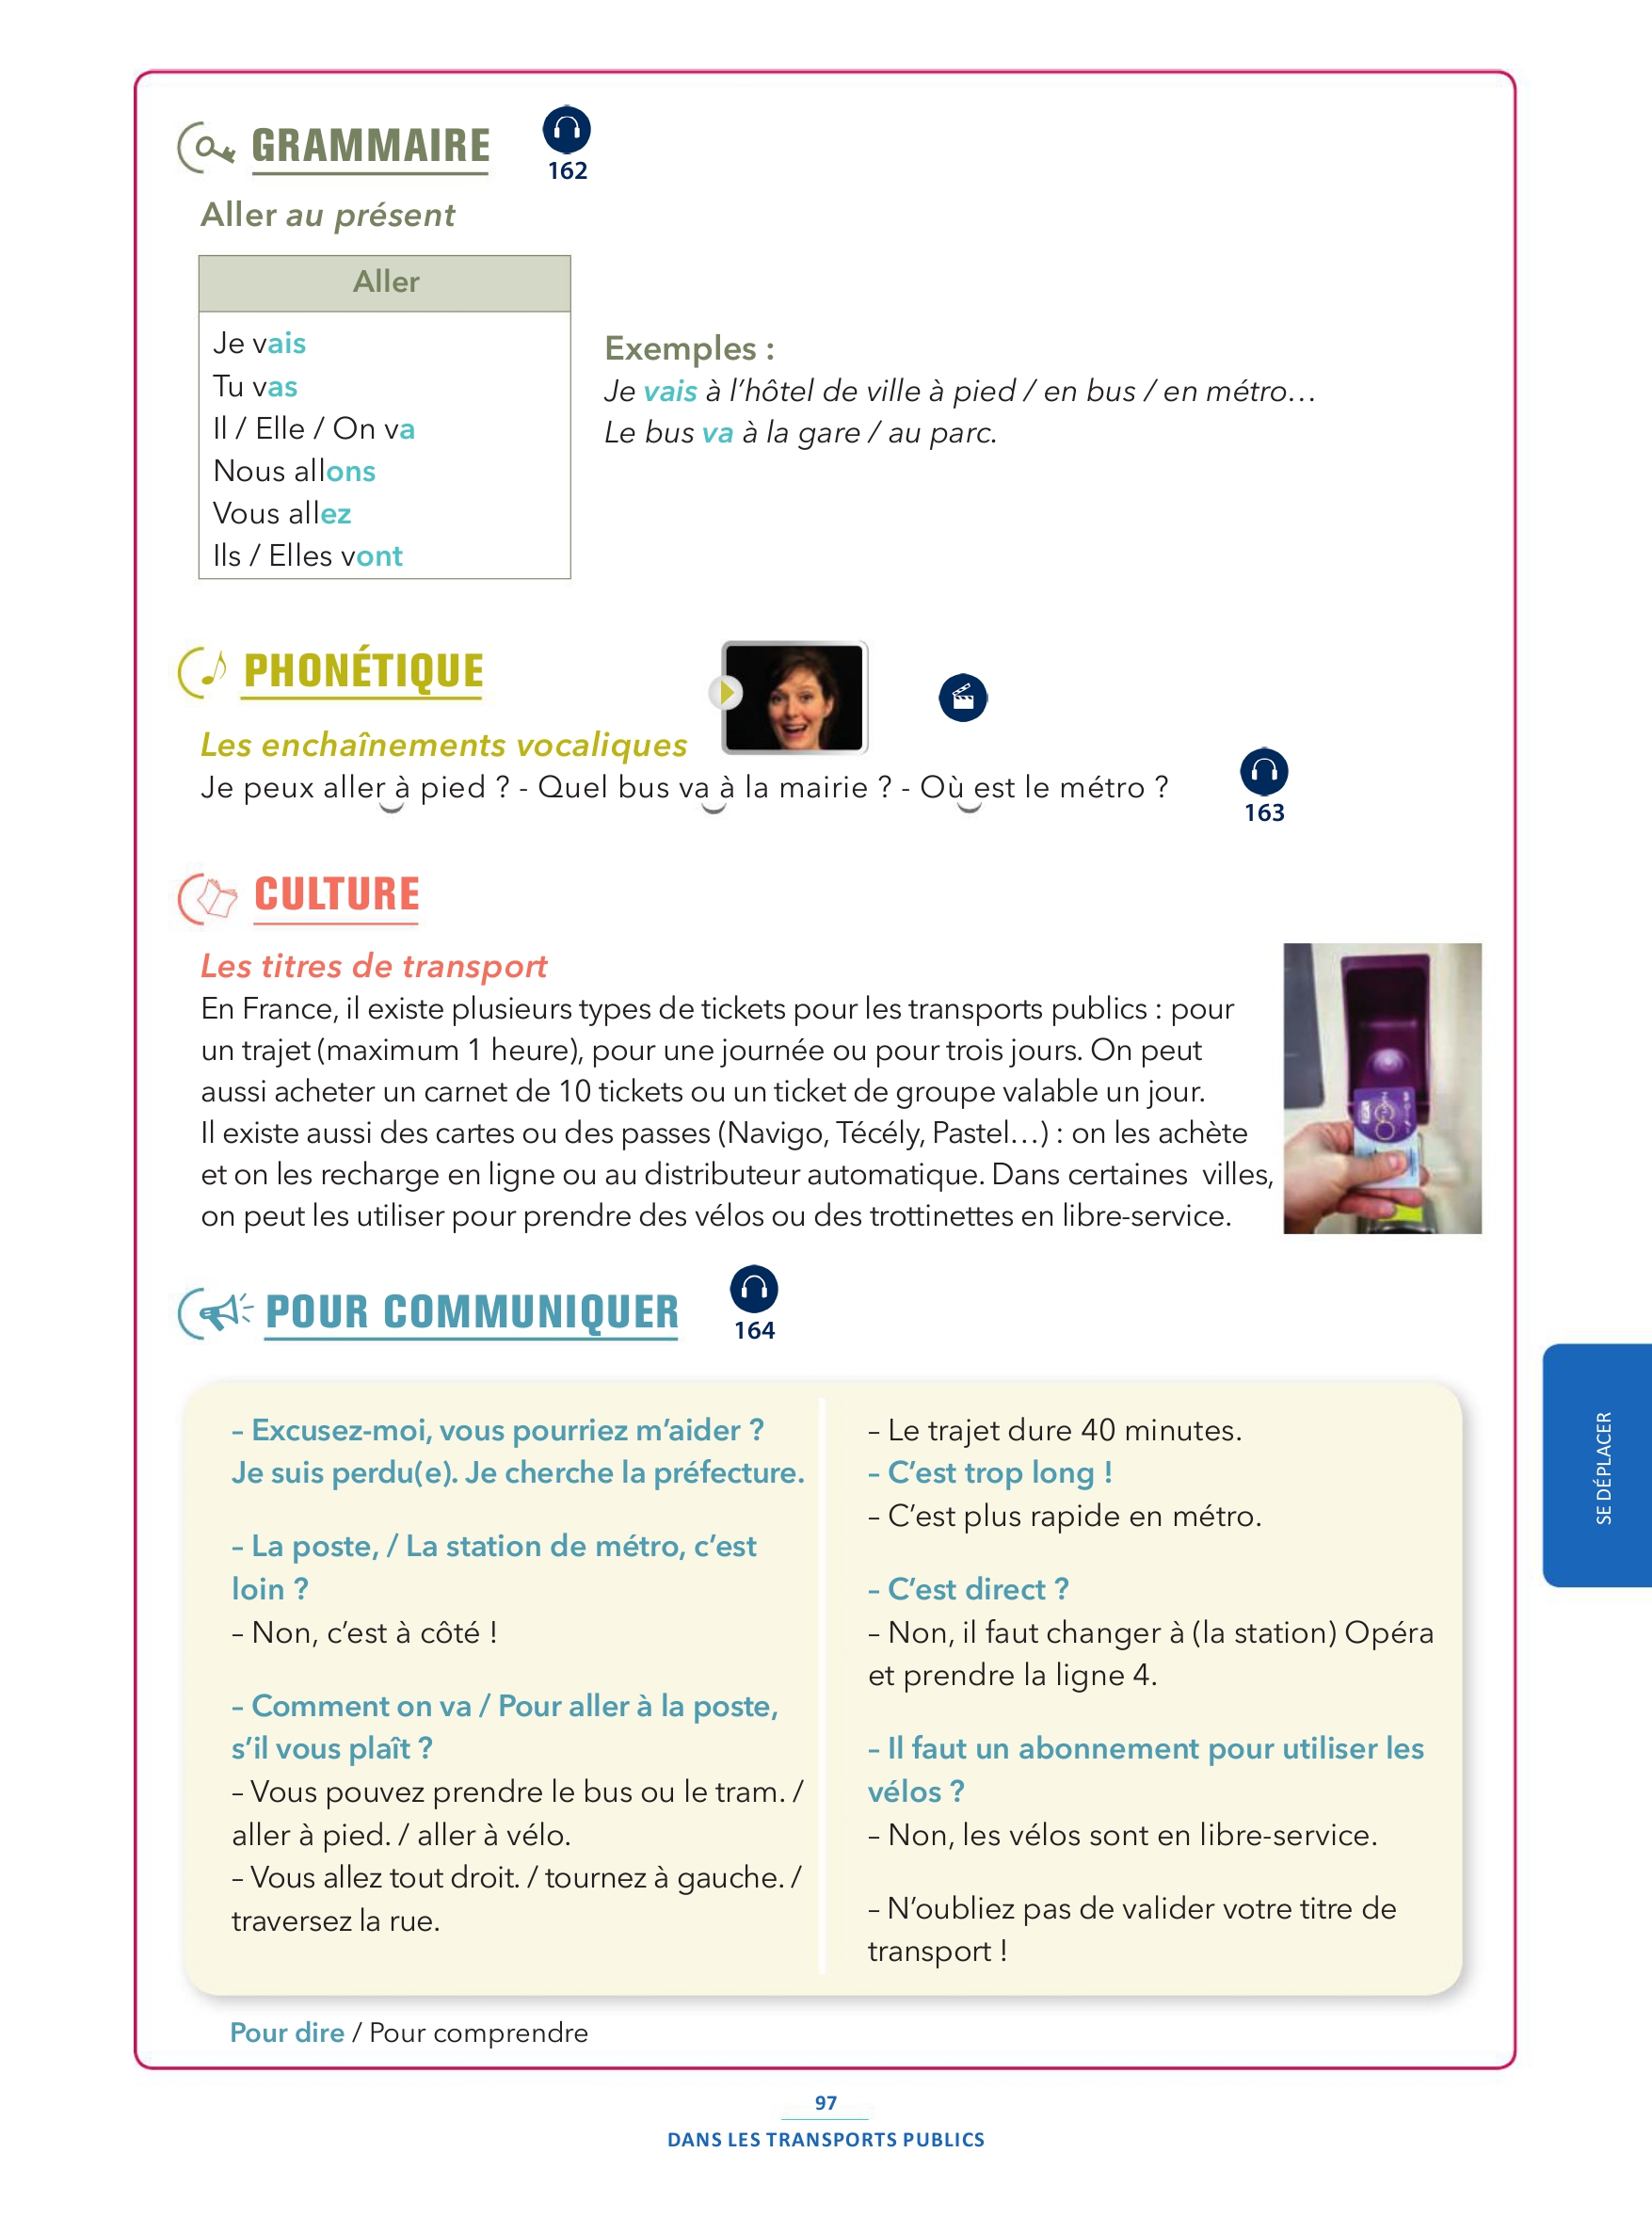 GRAMMAIRE
162
Aller au présent
Aller
Je vais
Tu vas
Il / Elle / On va
Nous allons
Vous allez
Ils / Elles vont
Exemples :
Je vais à l’hôtel de ville à pied / en bus / en métro…
Le bus va à la gare / au parc.
PHONÉTIQUE
Les enchaînements vocaliques
Je peux aller à pied ? - Quel bus va à la mairie ? - Où est le métro ?
163
CULTURE
Les titres de transport
En France, il existe plusieurs types de tickets pour les transports publics : pour
un trajet (maximum 1 heure), pour une journée ou pour trois jours. On peut
aussi acheter un carnet de 10 tickets ou un ticket de groupe valable un jour.
Il existe aussi des cartes ou des passes (Navigo, Técély, Pastel…) : on les achète
et on les recharge en ligne ou au distributeur automatique. Dans certaines villes,
on peut les utiliser pour prendre des vélos ou des trottinettes en libre-service.
POUR COMMUNIQUER
164
– Excusez-moi, vous pourriez m’aider ?
Je suis perdu(e). Je cherche la préfecture.
– La poste, / La station de métro, c’est
loin ?
– Non, c’est à côté !
– Comment on va / Pour aller à la poste,
s’il vous plaît ?
– Vous pouvez prendre le bus ou le tram. /
aller à pied. / aller à vélo.
– Vous allez tout droit. / tournez à gauche. /
traversez la rue.
– Le trajet dure 40 minutes.
– C’est trop long !
– C’est plus rapide en métro.
– C’est direct ?
– Non, il faut changer à (la station) Opéra
et prendre la ligne 4.
– Il faut un abonnement pour utiliser les
vélos ?
– Non, les vélos sont en libre-service.
– N’oubliez pas de valider votre titre de
transport !
Pour dire / Pour comprendre
SE DÉPLACER
97
DANS LES TRANSPORTS PUBLICS